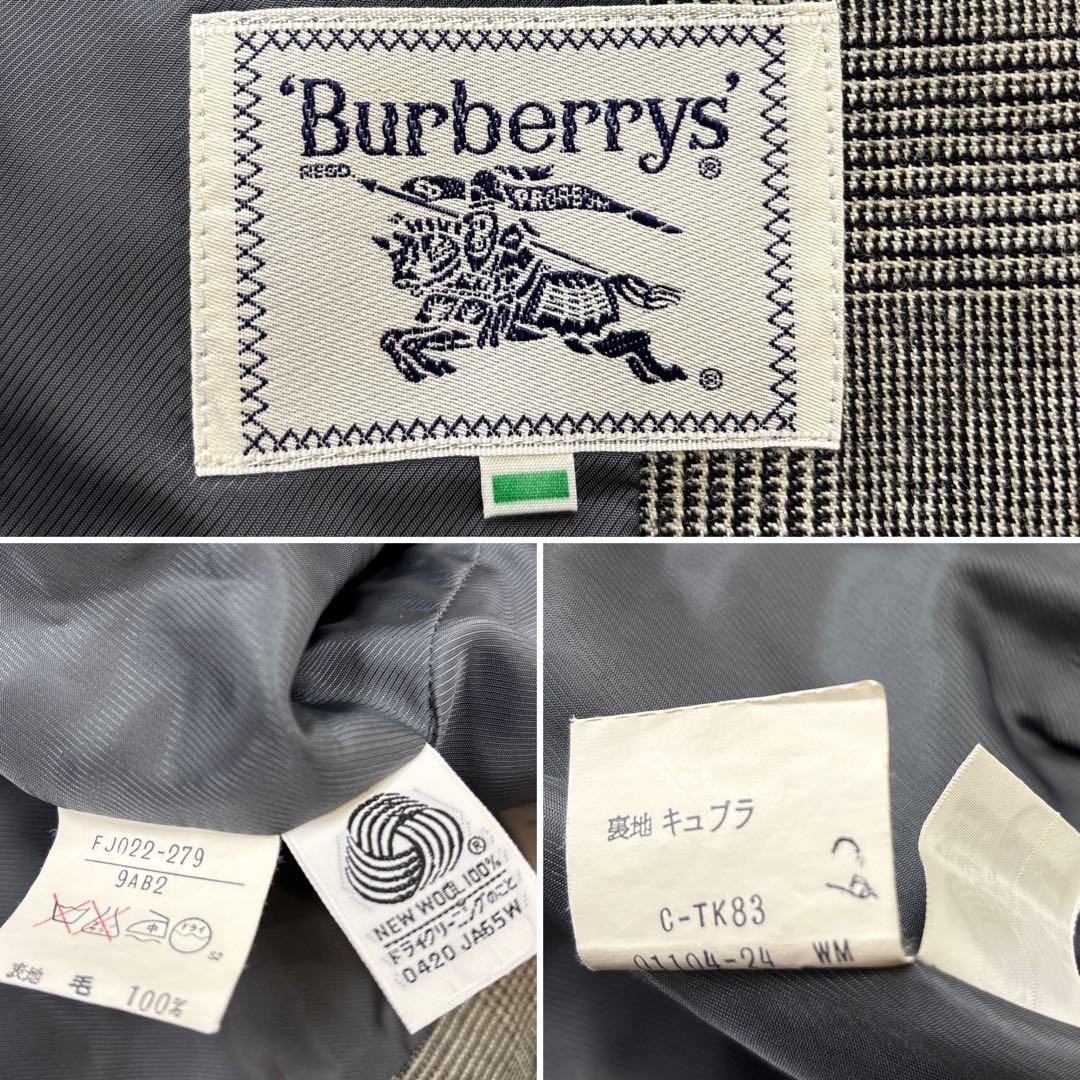 'Burberrys'
REGD ®
PRORSUM
®
FJ022-279
9AB2
中 ドライ
S2
表地 毛 100%
®
NEW WOOL 100%
ドライクリーニングのこと
0420 JA65W
裏地 キュプラ
C-TK83
01104-24 WM